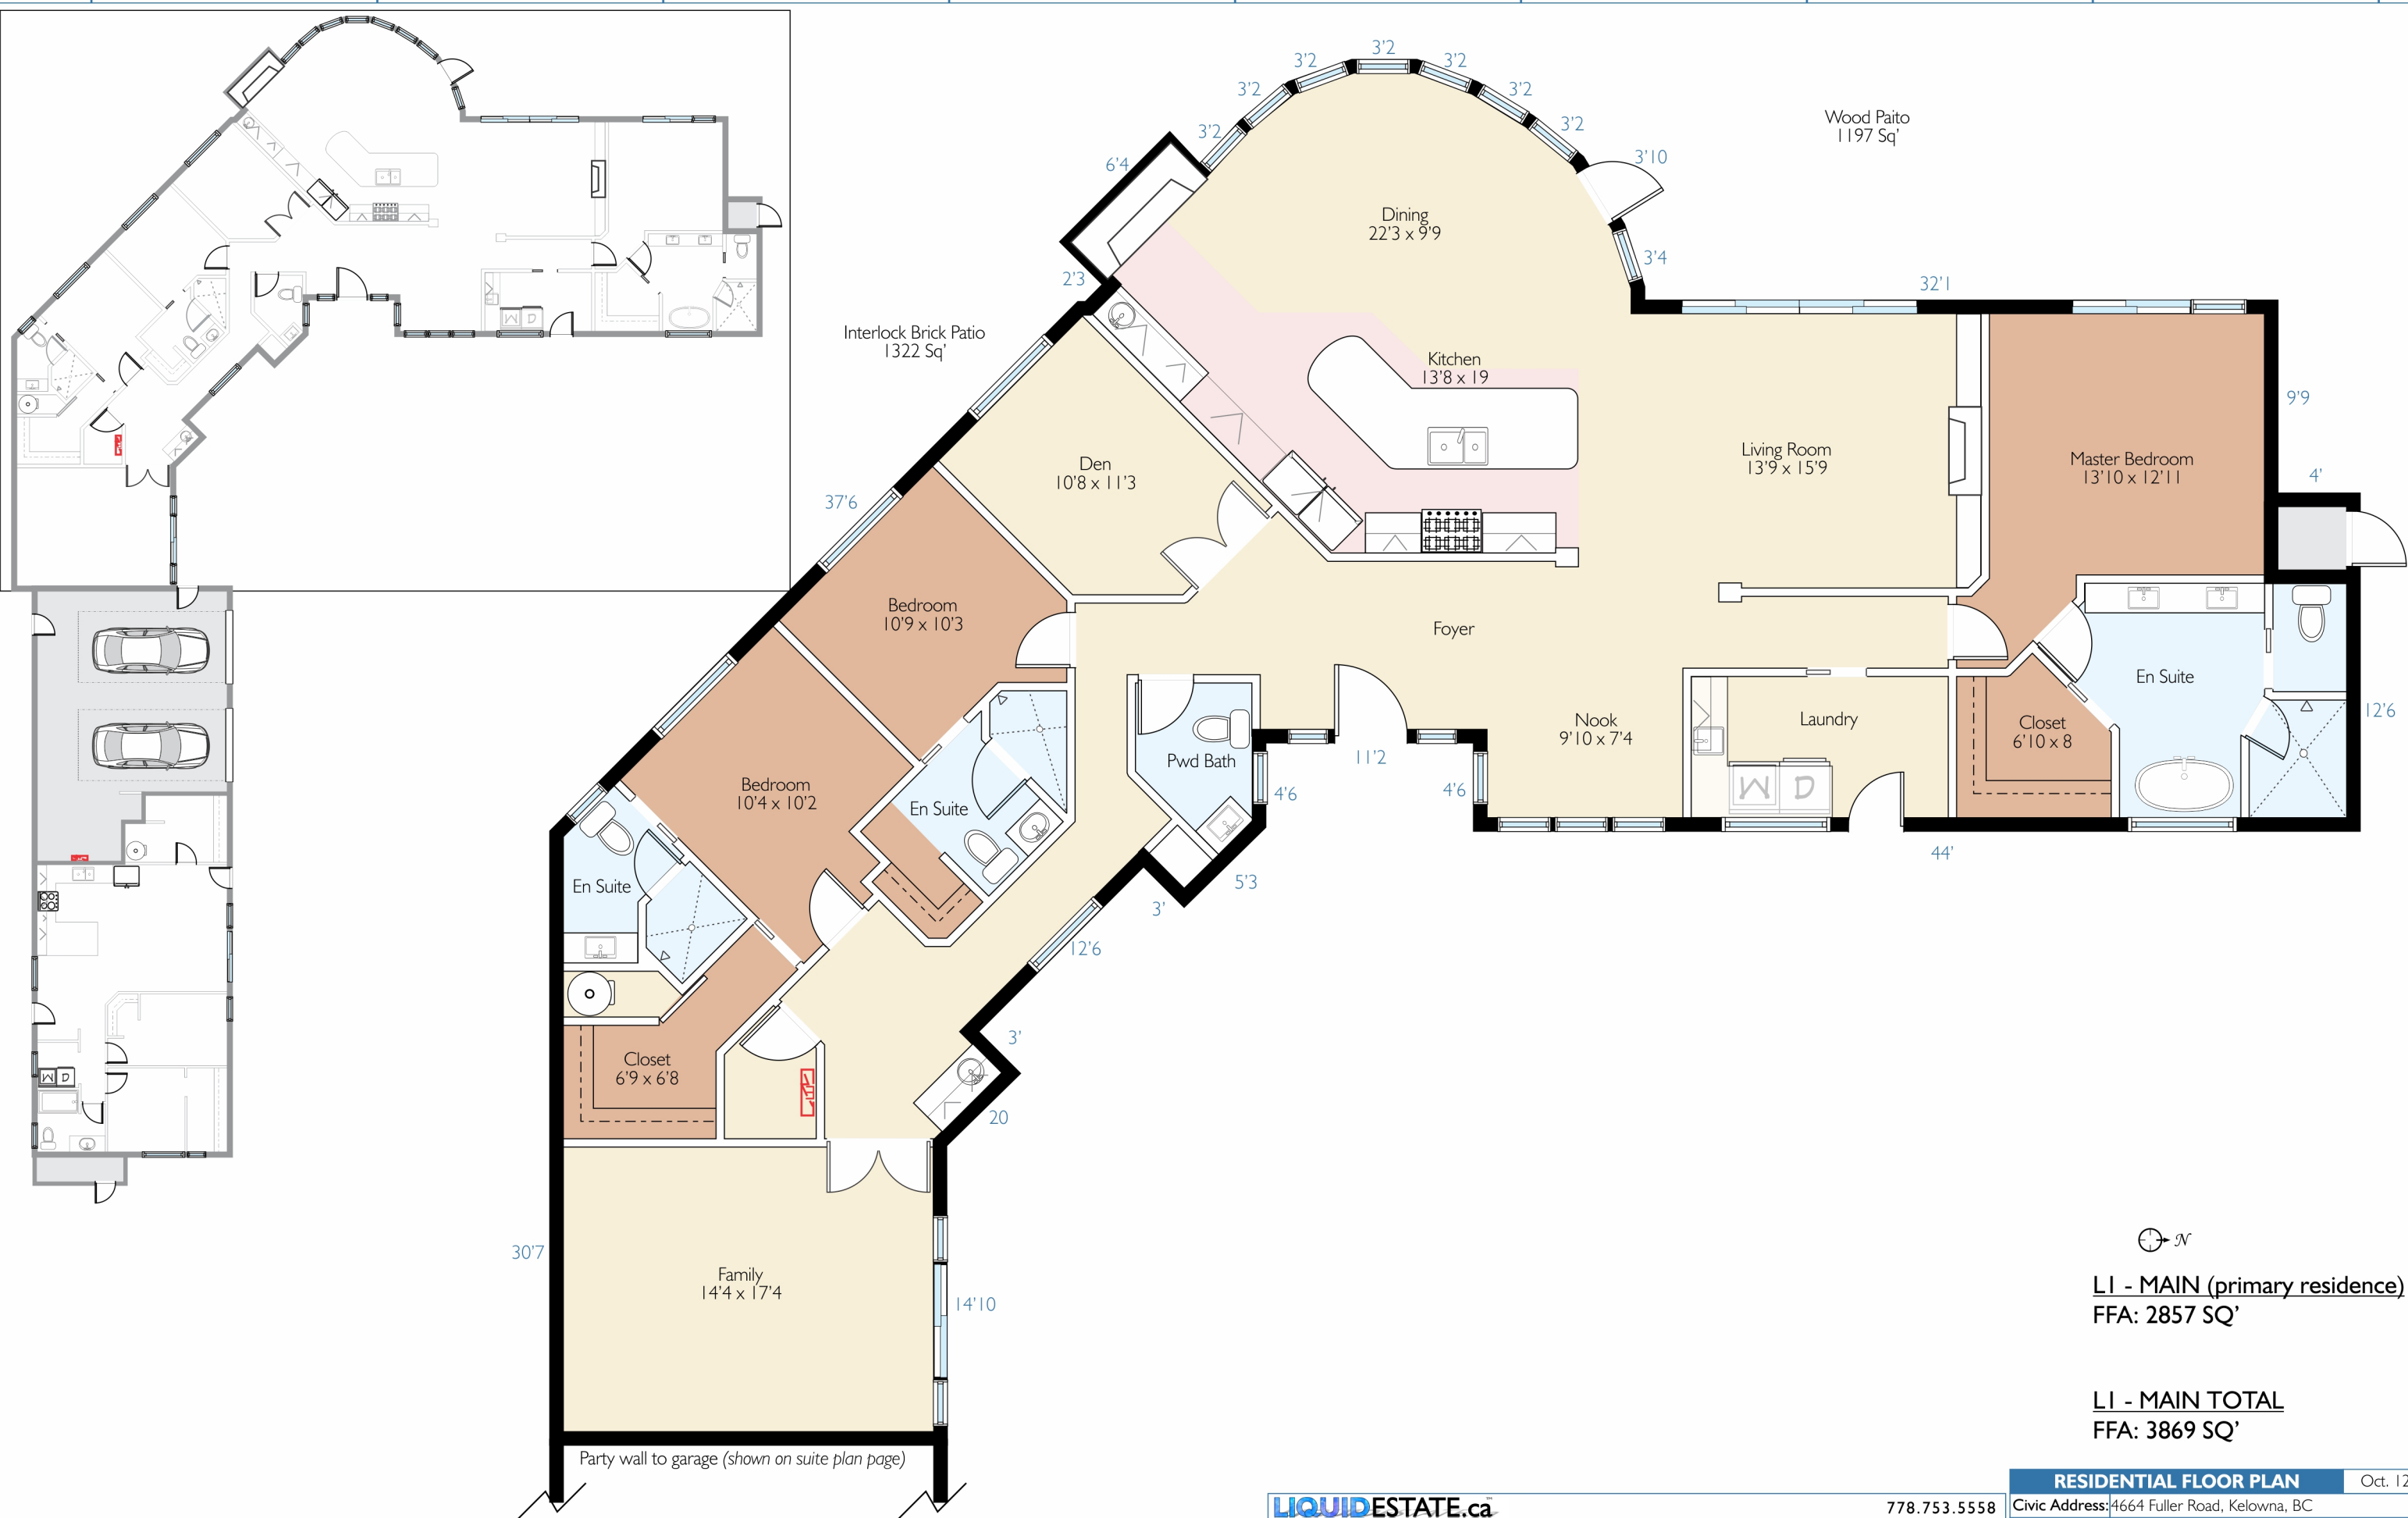 3'2
3'2
3'2
3'2
3'2
3'2
3'2
3'10
6'4
2'3
3'4
32'1
Wood Paito
1197 Sq'
Dining
22'3 x 9'9
Interlock Brick Patio
1322 Sq'
Kitchen
13'8 x 19
Living Room
13'9 x 15'9
Master Bedroom
13'10 x 12'11
9'9
4'
Den
10'8 x 11'3
37'6
Bedroom
10'9 x 10'3
Foyer
En Suite
12'6
Nook
9'10 x 7'4
Laundry
Closet
6'10 x 8
Pwd Bath
11'2
4'6
4'6
W D
44'
Bedroom
10'4 x 10'2
En Suite
En Suite
5'3
3'
12'6
3'
20
Closet
6'9 x 6'8
W D
W D
Family
14'4 x 17'4
30'7
14'10
Party wall to garage (shown on suite plan page)
N
L1 - MAIN (primary residence)
FFA: 2857 SQ'
L1 - MAIN TOTAL
FFA: 3869 SQ'
RESIDENTIAL FLOOR PLAN
Oct. 12
LIQUIDESTATE.ca
778.753.5558
Civic Address: 4664 Fuller Road, Kelowna, BC